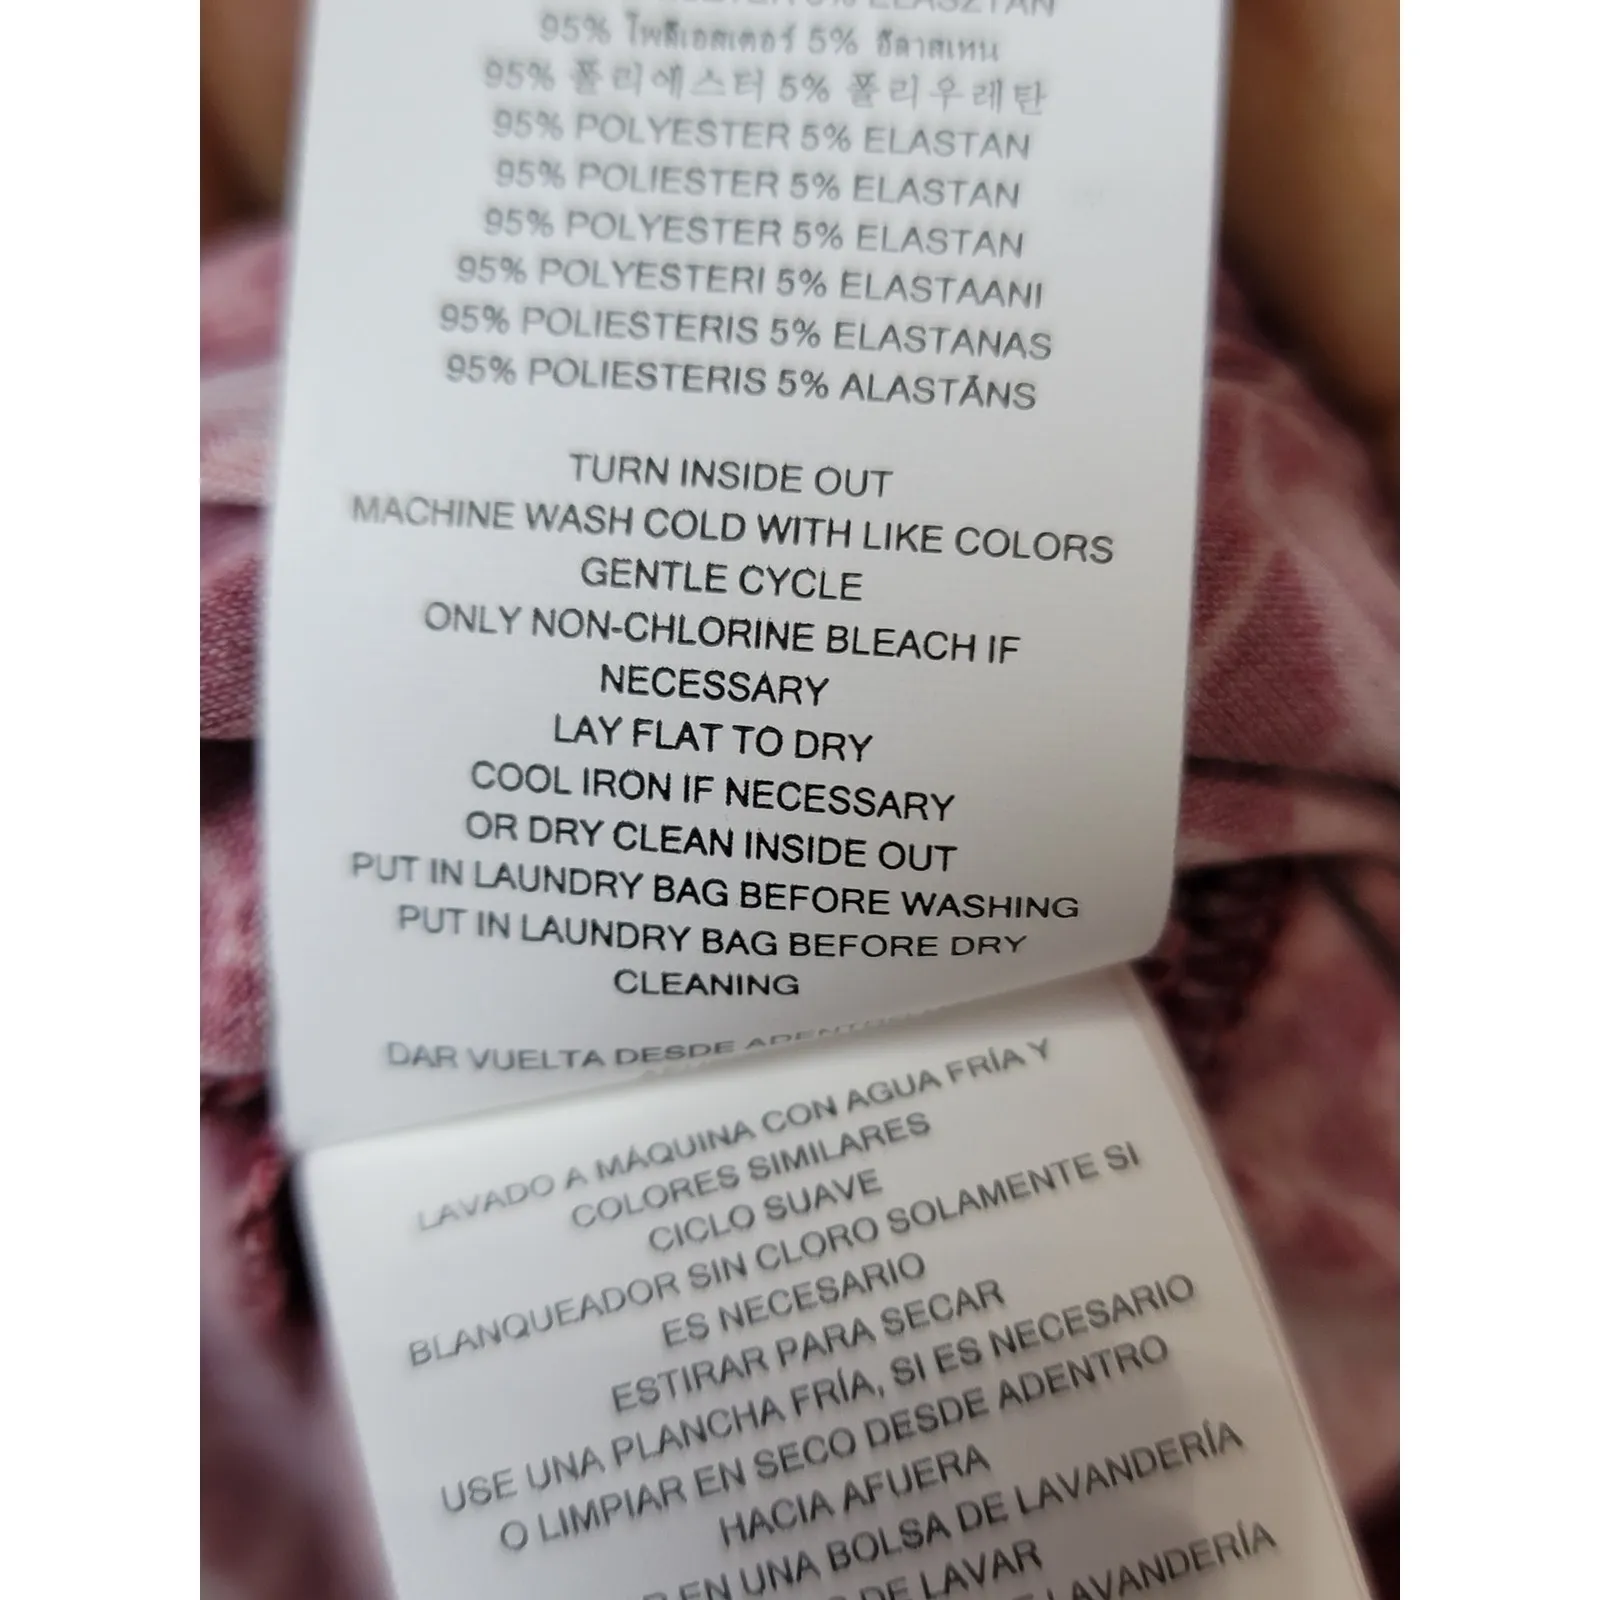 5% ELASZTÁN
95% โพลีเอสเตอร์ 5% อีลาสเทน
95% 폴리에스터 5% 폴리우레탄
95% POLYESTER 5% ELASTAN
95% POLIESTER 5% ELASTAN
95% POLYESTER 5% ELASTAN
95% POLYESTERI 5% ELASTAANI
95% POLIESTERIS 5% ELASTANAS
95% POLIESTERIS 5% ALASTĀNS
TURN INSIDE OUT
MACHINE WASH COLD WITH LIKE COLORS
GENTLE CYCLE
ONLY NON-CHLORINE BLEACH IF
NECESSARY
LAY FLAT TO DRY
COOL IRON IF NECESSARY
OR DRY CLEAN INSIDE OUT
PUT IN LAUNDRY BAG BEFORE WASHING
PUT IN LAUNDRY BAG BEFORE DRY
CLEANING
DAR VUELTA DESDE
LAVADO A MÁQUINA CON AGUA FRÍA Y
COLORES SIMILARES
CICLO SUAVE
BLANQUEADOR SIN CLORO SOLAMENTE SI
ES NECESARIO
ESTIRAR PARA SECAR
USE UNA PLANCHA FRÍA, SI ES NECESARIO
O LIMPIAR EN SECO DESDE ADENTRO
HACIA AFUERA
EN UNA BOLSA DE LAVANDERÍA
DE LAVAR
LAVANDERÍA